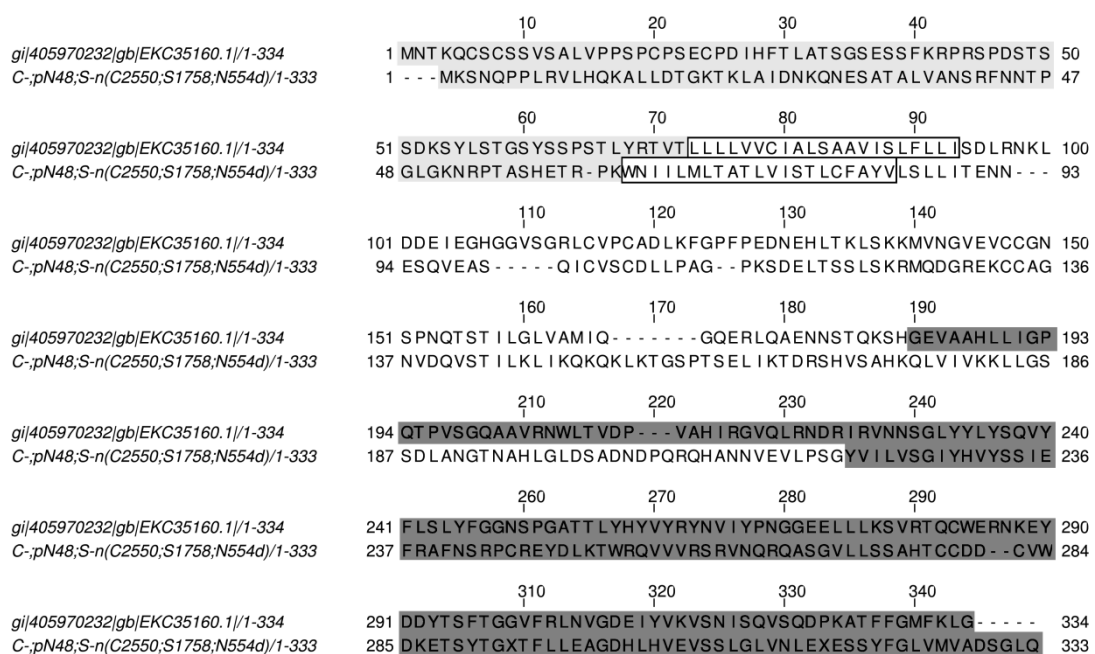 10 20 30 40
gi|405970232|gb|EKC35160.1|/1-334 1 MNTKQCSCSSVSALVPPSPCPSECPDIHFTLATSGSESSFKRPRSPDSTS 50
C-;pN48;S-n(C2550;S1758;N554d)/1-333 1 ---MKSNQPPLRVLHQKALLDTGKTKLAIDNKQNESATALVANSRFNNTP 47
60 70 80 90
gi|405970232|gb|EKC35160.1|/1-334 51 SDKSYLSTGSYSSPSTLYRTVTLLLLVVCIALSAAVISLFLLISDLRNKL 100
C-;pN48;S-n(C2550;S1758;N554d)/1-333 48 GLGKNRPTASHETR-PKWNIILMLTATLVISTLCFAYVLSLLITENN--- 93
110 120 130 140
gi|405970232|gb|EKC35160.1|/1-334 101 DDEIEGHGGVSGRLCVPCADLKFGPFPEDNEHLTKLSKKMVNGVEVCCGN 150
C-;pN48;S-n(C2550;S1758;N554d)/1-333 94 ESQVEAS-----QICVSCDLLPAG--PKSDELTSSLSKRMQDGREKCCAG 136
160 170 180 190
gi|405970232|gb|EKC35160.1|/1-334 151 SPNQTSTILGLVAMIQ-------GQERLQAENNSTQKSHGEVAAHLLIGP 193
C-;pN48;S-n(C2550;S1758;N554d)/1-333 137 NVDQVSTILKLIKQKQKLKTGSPTSELIKTDRSHVSAHKQLVIVKKLLGS 186
210 220 230 240
gi|405970232|gb|EKC35160.1|/1-334 194 QTPVSGQAAVRNWLTVDP---VAHIRGVQLRNDRIRVNNSGLYYLYSQVY 240
C-;pN48;S-n(C2550;S1758;N554d)/1-333 187 SDLANGTNAHLGLDSADNDPQRQHANNVEVLPSGYVILVSGIYHVYSSIE 236
260 270 280 290
gi|405970232|gb|EKC35160.1|/1-334 241 FLSLYFGGNSPGATTLYHYVYRYNVIYPNGGEELLLKSVRTQCWERNKEY 290
C-;pN48;S-n(C2550;S1758;N554d)/1-333 237 FRAFNSRPCREYDLKTWRQVVVRSRVNQRQASGVLLSSAHTCCDD--CVW 284
310 320 330 340
gi|405970232|gb|EKC35160.1|/1-334 291 DDYTSFTGGVFRLNVGDEIYVKVSNISQVSQDPKATFFGMFKLG----- 334
C-;pN48;S-n(C2550;S1758;N554d)/1-333 285 DKETSYTGXTFLLEAGDHLHVEVSSLGLVNLEXESSYFGLVMVADSGLQ 333